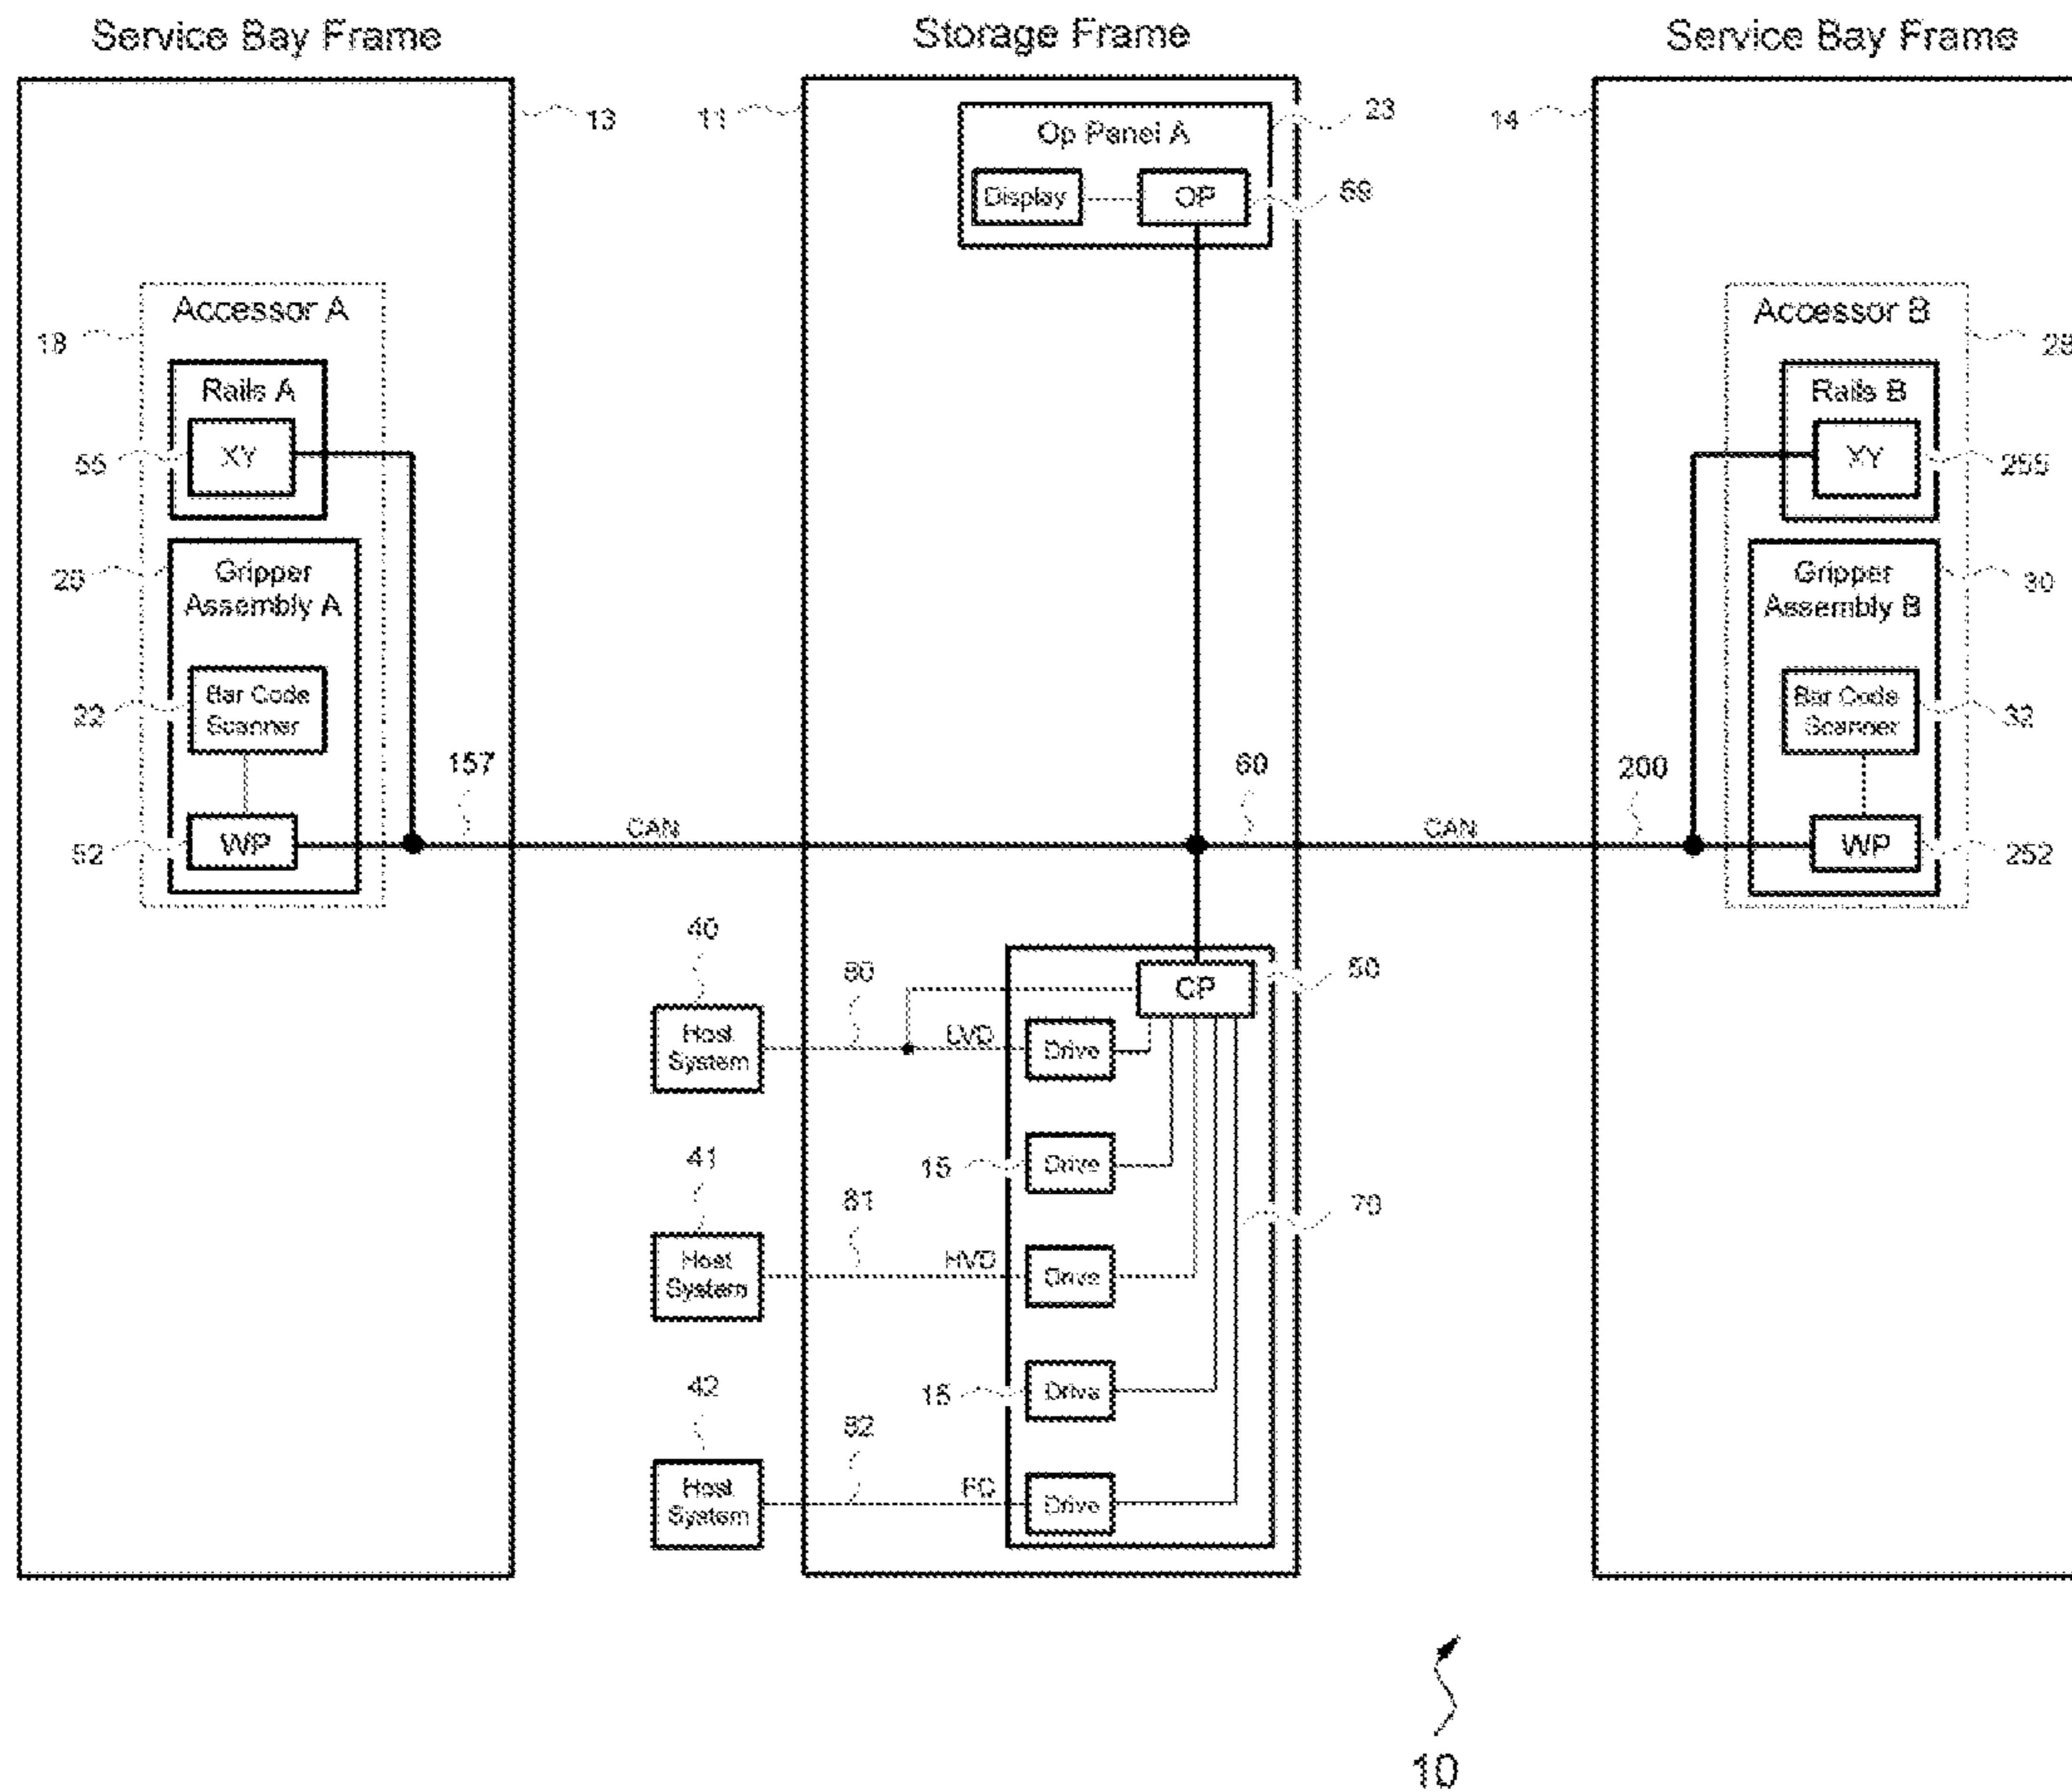 Service Bay Frame
Storage Frame
Service Bay Frame
13
11
14
23
Op Panel A
Display
OP
59
Accessor A
18
Rails A
XY
55
20
Gripper
Assembly A
22
Bar Code
Scanner
WP
52
157
CAN
60
CAN
200
Accessor B
28
Rails B
XY
255
Gripper
Assembly B
30
Bar Code
Scanner
32
WP
252
40
Host
System
80
LVD
CP
50
Drive
41
Host
System
81
HVD
15
Drive
Drive
70
42
Host
System
82
FC
15
Drive
Drive
10